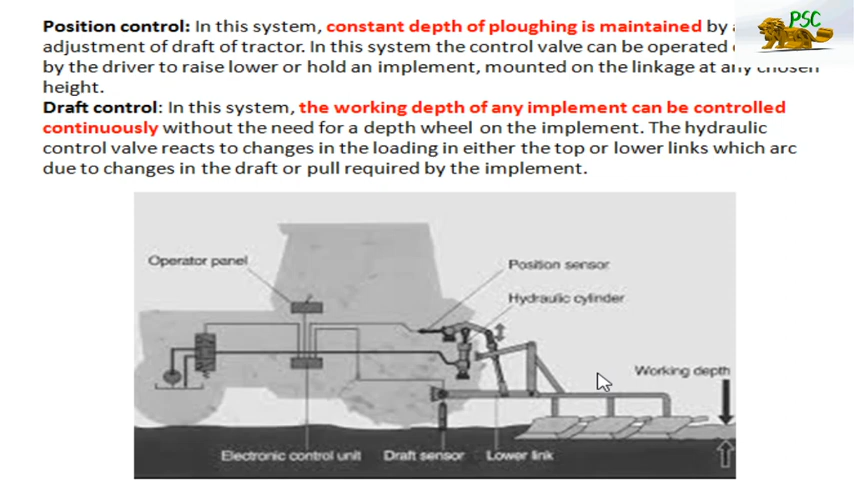 PSC
Position control: In this system, constant depth of ploughing is maintained by
adjustment of draft of tractor. In this system the control valve can be operated
by the driver to raise lower or hold an implement, mounted on the linkage at any chosen
height.
Draft control: In this system, the working depth of any implement can be controlled
continuously without the need for a depth wheel on the implement. The hydraulic
control valve reacts to changes in the loading in either the top or lower links which arc
due to changes in the draft or pull required by the implement.
Operator panel
Position sensor
Hydraulic cylinder
Working depth
Electronic control unit
Draft sensor
Lower link